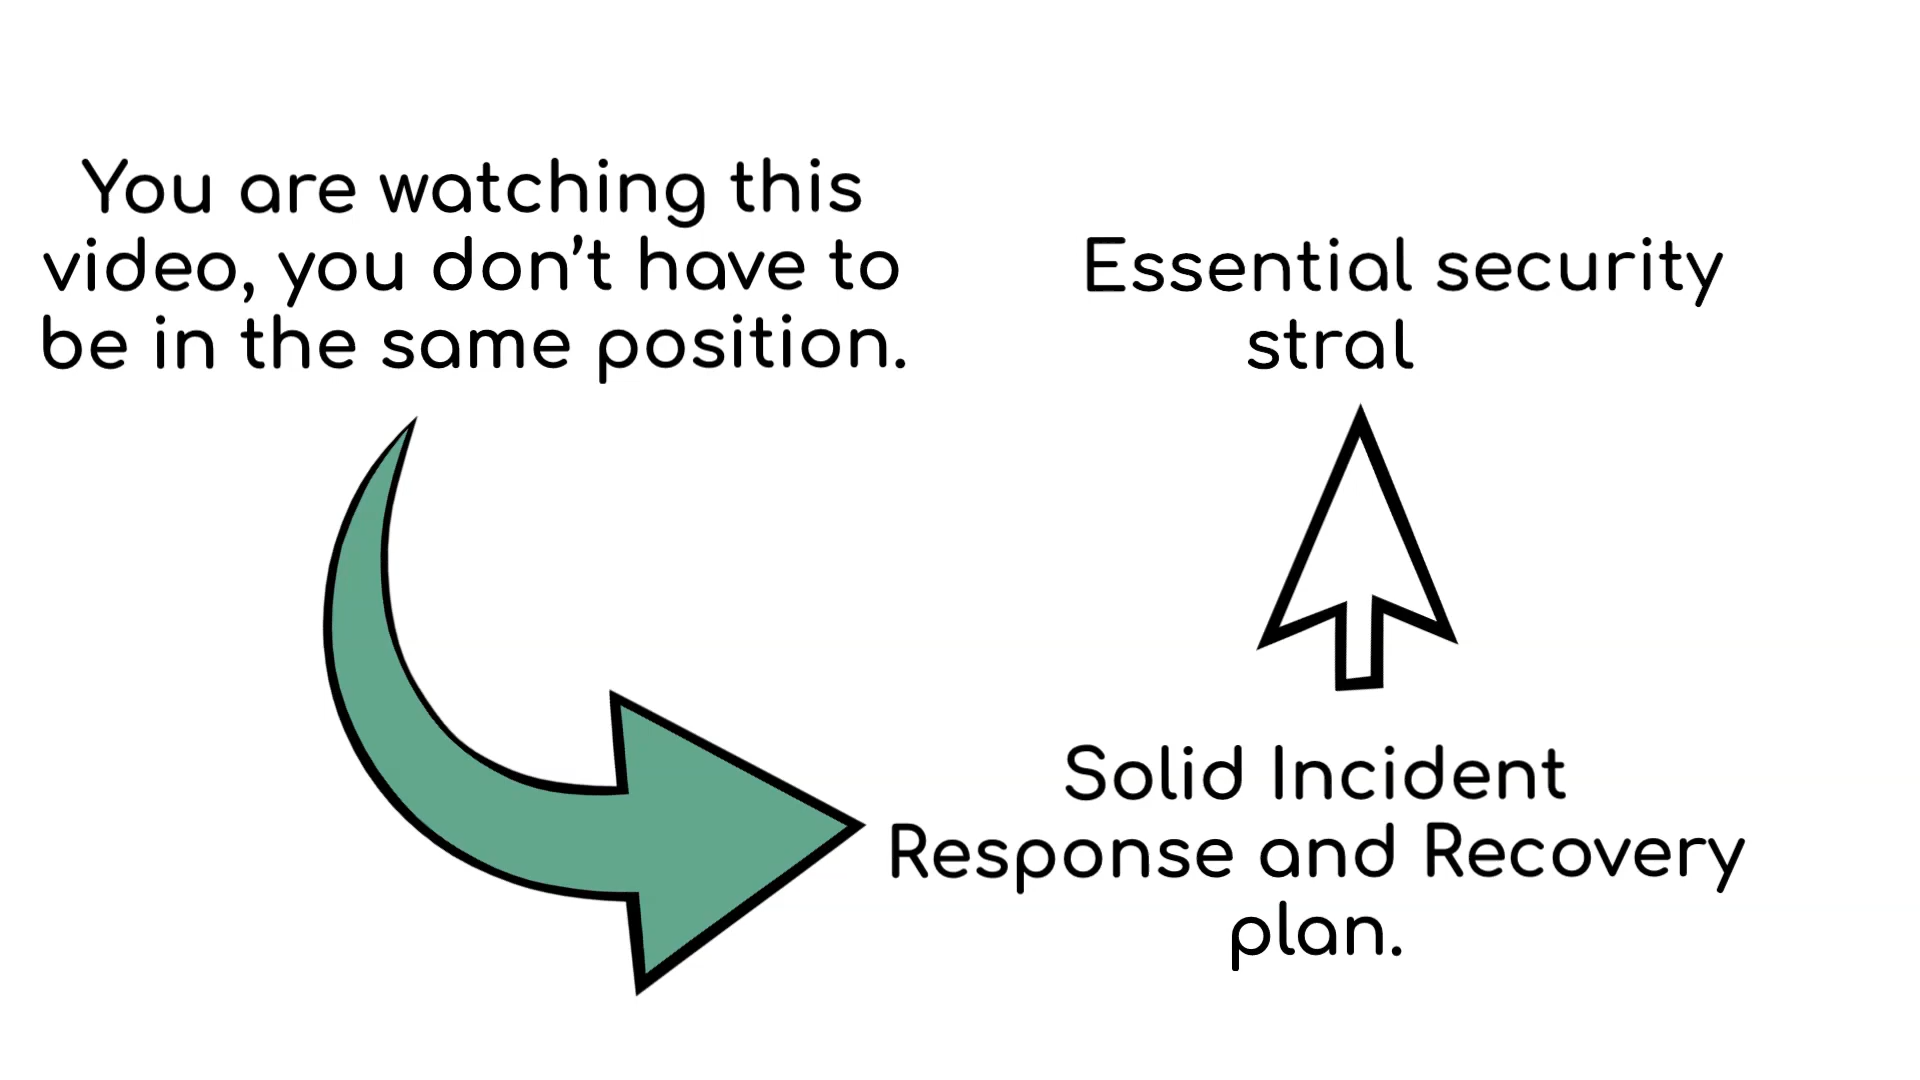 You are watching this
video, you don’t have to
be in the same position.
Essential security
stral
Solid Incident
Response and Recovery
plan.